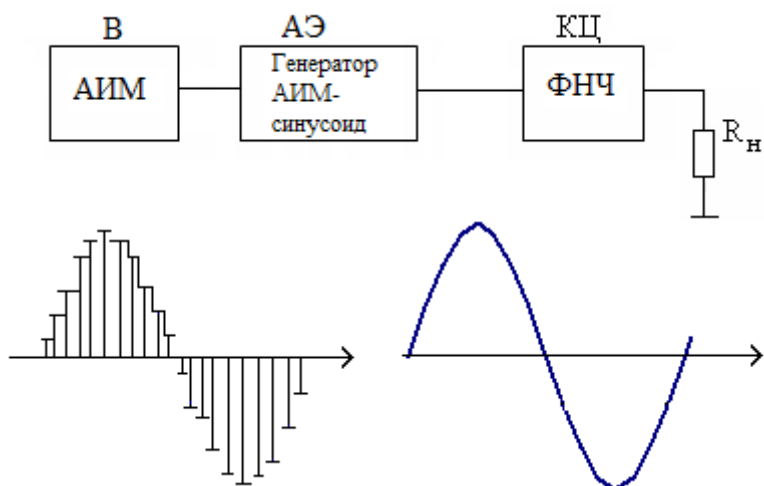 В
АЭ
КЦ
АИМ
Генератор
АИМ-
синусоид
ФНЧ
Rн